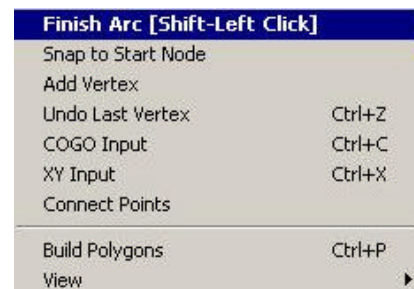 Finish Arc [Shift-Left Click]
Snap to Start Node
Add Vertex
Undo Last Vertex Ctrl+Z
COGO Input Ctrl+C
XY Input Ctrl+X
Connect Points
Build Polygons Ctrl+P
View